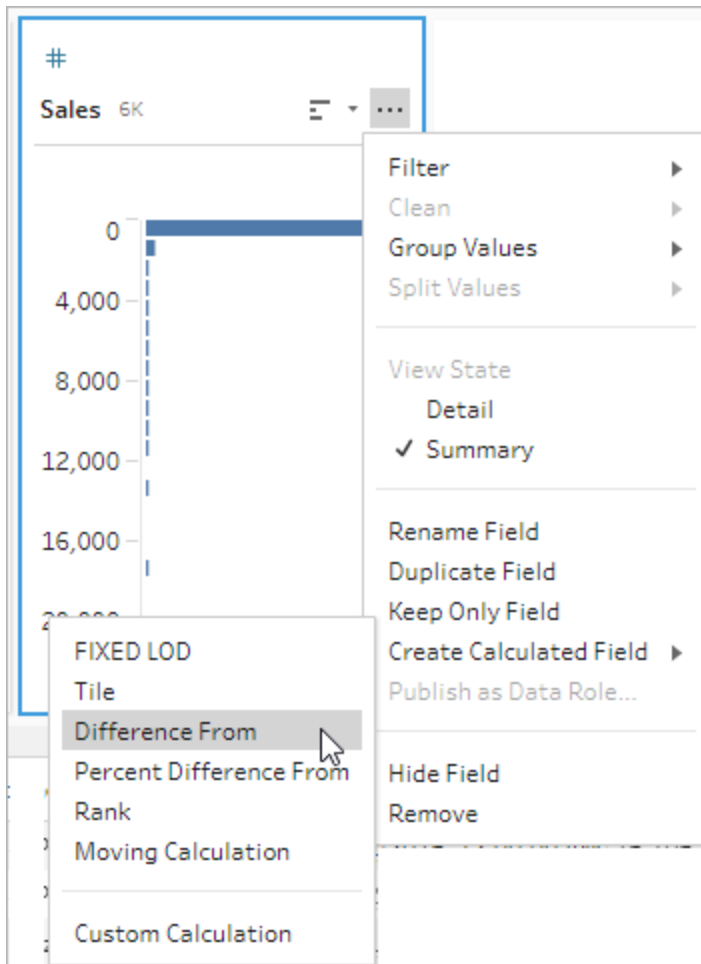 #
Sales 6K
...
Filter
Clean
Group Values
Split Values
View State
Detail
✓ Summary
Rename Field
Duplicate Field
Keep Only Field
Create Calculated Field
Publish as Data Role...
Hide Field
Remove
0
4,000
8,000
12,000
16,000
FIXED LOD
Tile
Difference From
Percent Difference From
Rank
Moving Calculation
Custom Calculation